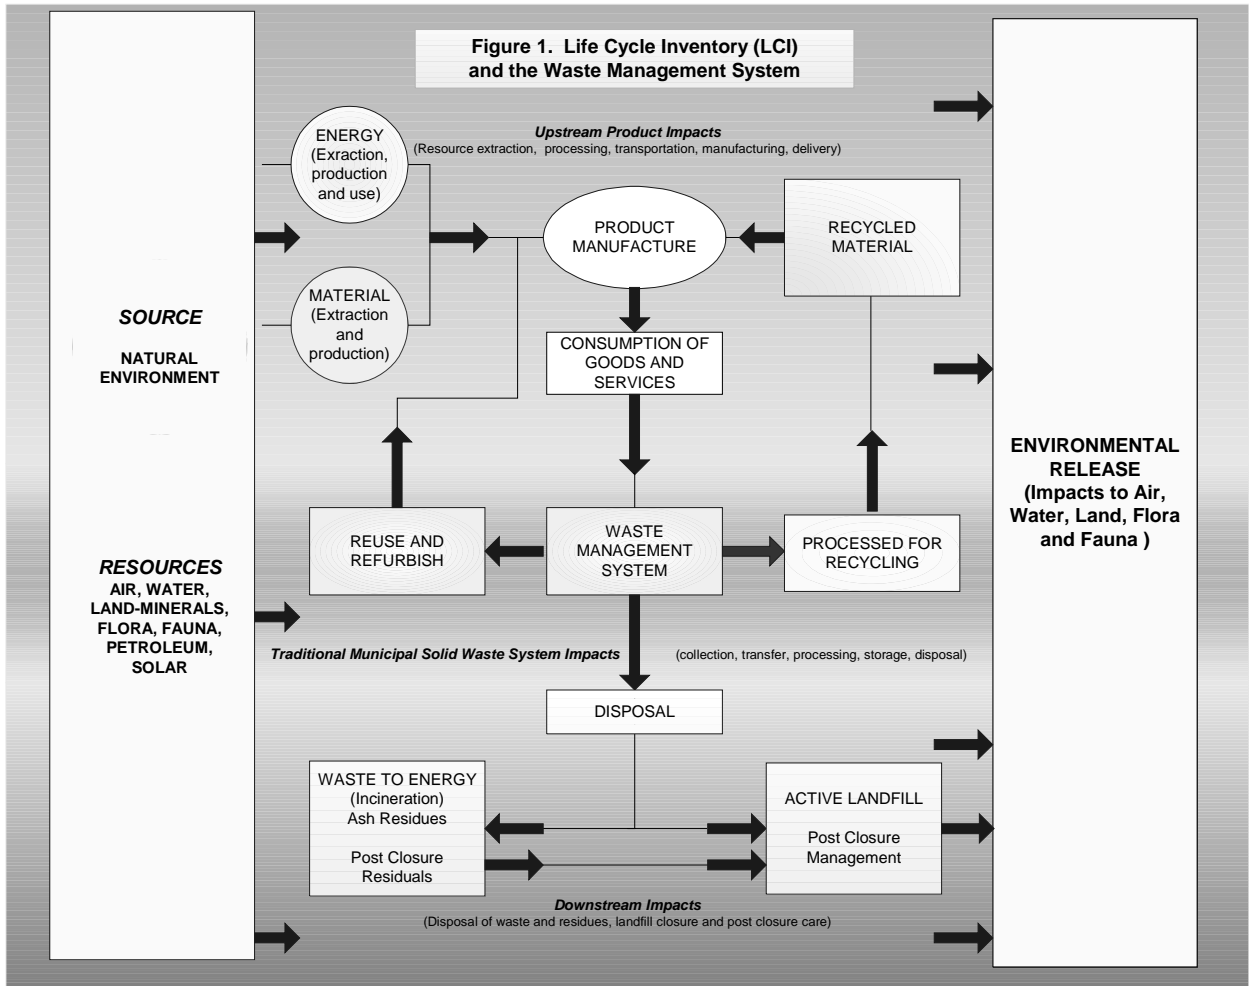 Figure 1.  Life Cycle Inventory (LCI)
and the Waste Management System
Upstream Product Impacts
(Resource extraction,  processing, transportation, manufacturing, delivery)
ENERGY
(Exraction,
production
and use)
PRODUCT
MANUFACTURE
RECYCLED
MATERIAL
MATERIAL
(Extraction
and
production)
SOURCE
NATURAL
ENVIRONMENT
CONSUMPTION OF
GOODS AND
SERVICES
ENVIRONMENTAL
RELEASE
(Impacts to Air,
Water, Land, Flora
and Fauna )
REUSE AND
REFURBISH
WASTE
MANAGEMENT
SYSTEM
PROCESSED FOR
RECYCLING
RESOURCES
AIR, WATER,
LAND-MINERALS,
FLORA, FAUNA,
PETROLEUM,
SOLAR
Traditional Municipal Solid Waste System Impacts
(collection, transfer, processing, storage, disposal)
DISPOSAL
WASTE TO ENERGY
(Incineration)
Ash Residues
Post Closure
Residuals
ACTIVE LANDFILL
Post Closure
Management
Downstream Impacts
(Disposal of waste and residues, landfill closure and post closure care)